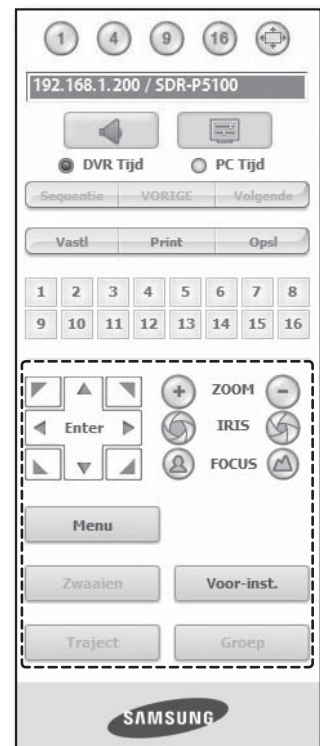 1 4 9 16
192.168.1.200 / SDR-P5100
DVR Tijd PC Tijd
Sequentie VORIGE Volgende
Vastl Print Opsl
1 2 3 4 5 6 7 8
9 10 11 12 13 14 15 16
+ ZOOM −
Enter IRIS
FOCUS
Menu
Zwaaien Voor-inst.
Traject Groep
SAMSUNG